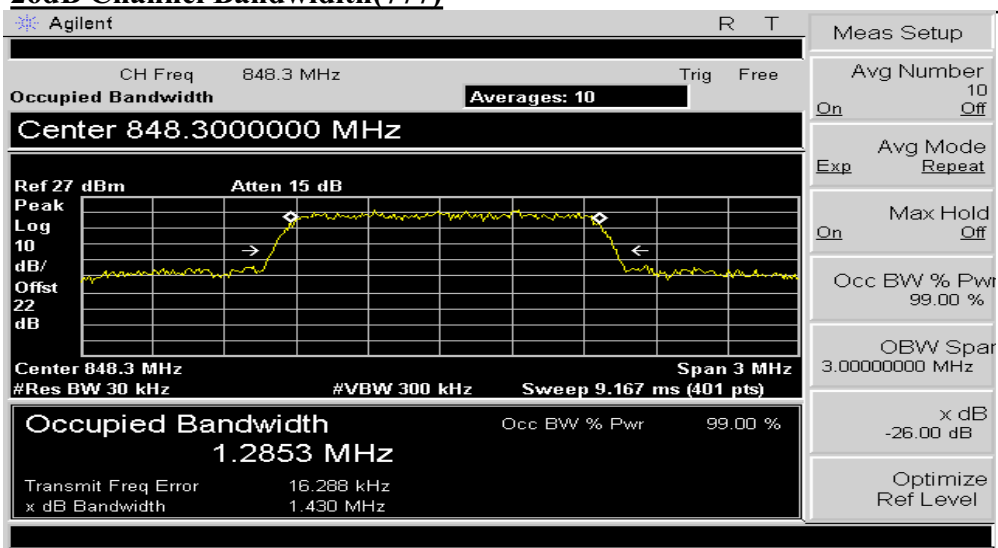 26dB Channel Bandwidth(777)
Agilent R T
CH Freq 848.3 MHz Trig Free
Occupied Bandwidth Averages: 10
Center 848.3000000 MHz
Ref 27 dBm Atten 15 dB
Peak
Log
10
dB/
Offst
22
dB
Center 848.3 MHz Span 3 MHz
#Res BW 30 kHz #VBW 300 kHz Sweep 9.167 ms (401 pts)
Occupied Bandwidth Occ BW % Pwr 99.00 %
1.2853 MHz
Transmit Freq Error 16.288 kHz
x dB Bandwidth 1.430 MHz
Meas Setup
Avg Number
10
On Off
Avg Mode
Exp Repeat
Max Hold
On Off
Occ BW % Pwr
99.00 %
OBW Span
3.00000000 MHz
x dB
-26.00 dB
Optimize
Ref Level